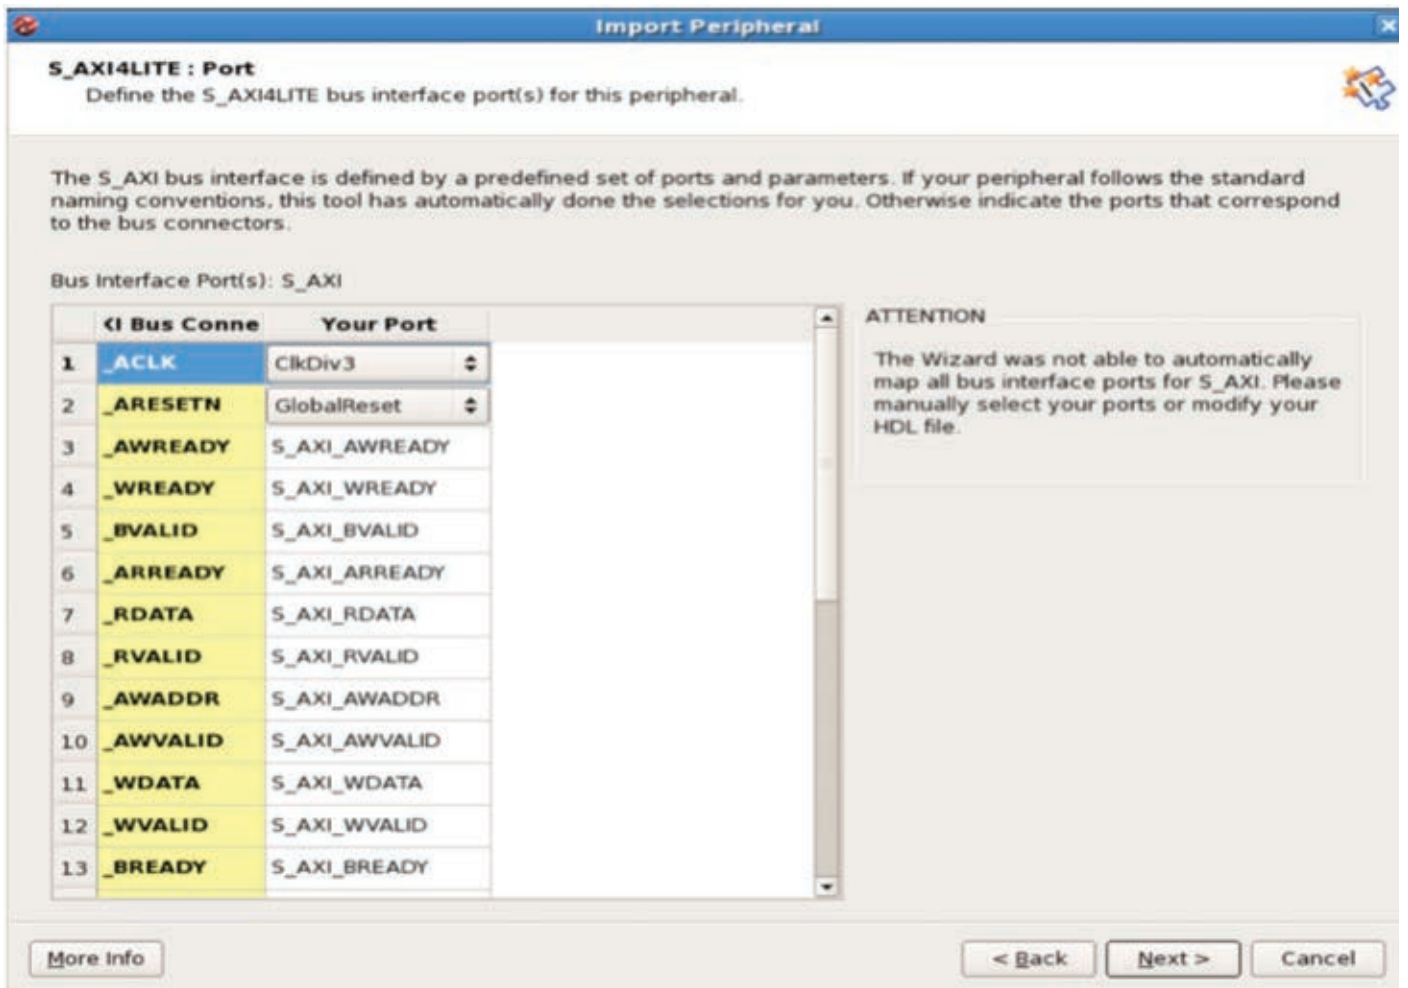 Import Peripheral
S_AXI4LITE : Port
Define the S_AXI4LITE bus interface port(s) for this peripheral.
The S_AXI bus interface is defined by a predefined set of ports and parameters. If your peripheral follows the standard
naming conventions, this tool has automatically done the selections for you. Otherwise indicate the ports that correspond
to the bus connectors.
Bus Interface Port(s): S_AXI
I Bus Conne Your Port
1 _ACLK ClkDiv3
2 _ARESETN GlobalReset
3 _AWREADY S_AXI_AWREADY
4 _WREADY S_AXI_WREADY
5 _BVALID S_AXI_BVALID
6 _ARREADY S_AXI_ARREADY
7 _RDATA S_AXI_RDATA
8 _RVALID S_AXI_RVALID
9 _AWADDR S_AXI_AWADDR
10 _AWVALID S_AXI_AWVALID
11 _WDATA S_AXI_WDATA
12 _WVALID S_AXI_WVALID
13 _BREADY S_AXI_BREADY
ATTENTION
The Wizard was not able to automatically
map all bus interface ports for S_AXI. Please
manually select your ports or modify your
HDL file.
More Info < Back Next > Cancel